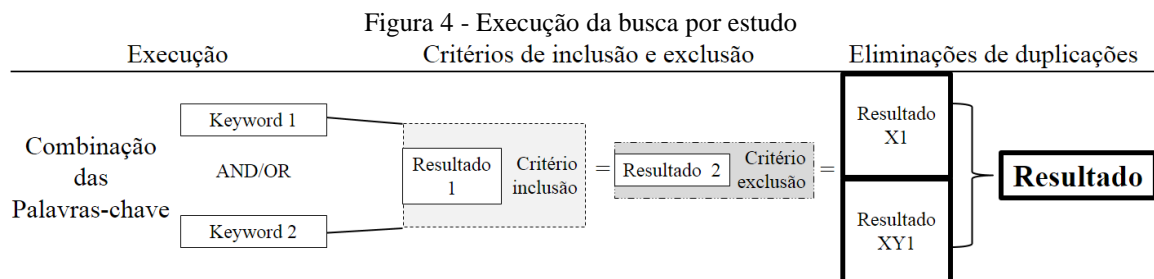 Figura 4 - Execução da busca por estudo
Execução
Critérios de inclusão e exclusão
Eliminações de duplicações
Combinação
das
Palavras-chave
Keyword 1
AND/OR
Keyword 2
Resultado
1
Critério
inclusão
=
Resultado 2
Critério
exclusão
=
Resultado
X1
Resultado
XY1
Resultado